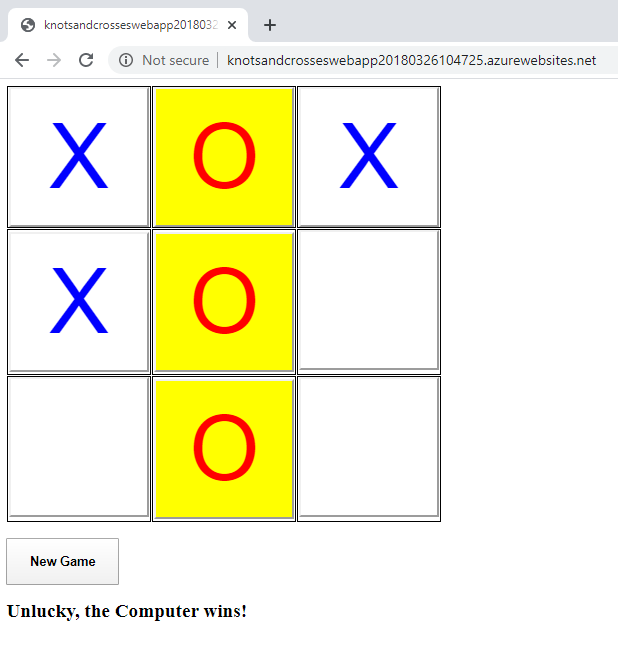 knotsandcrosseswebapp2018032
Not secure | knotsandcrosseswebapp20180326104725.azurewebsites.net
X O X
X O
O
New Game
Unlucky, the Computer wins!